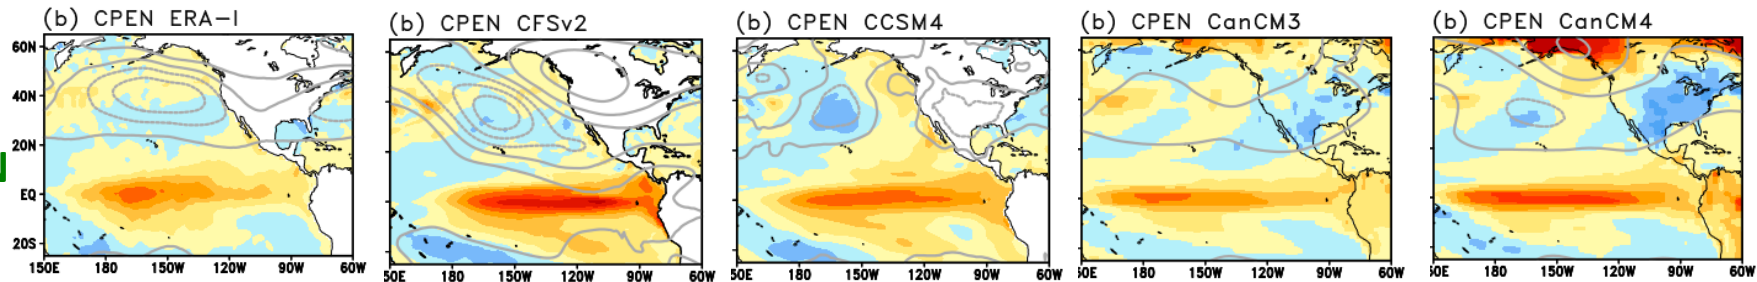 (b) CPEN ERA-I
(b) CPEN CFSv2
(b) CPEN CCSM4
(b) CPEN CanCM3
(b) CPEN CanCM4
60N
40N
20N
EQ
20S
150E 180 150W 120W 90W 60W
50E 180 150W 120W 90W 60W
50E 180 150W 120W 90W 60W
50E 180 150W 120W 90W 60W
50E 180 150W 120W 90W 60W